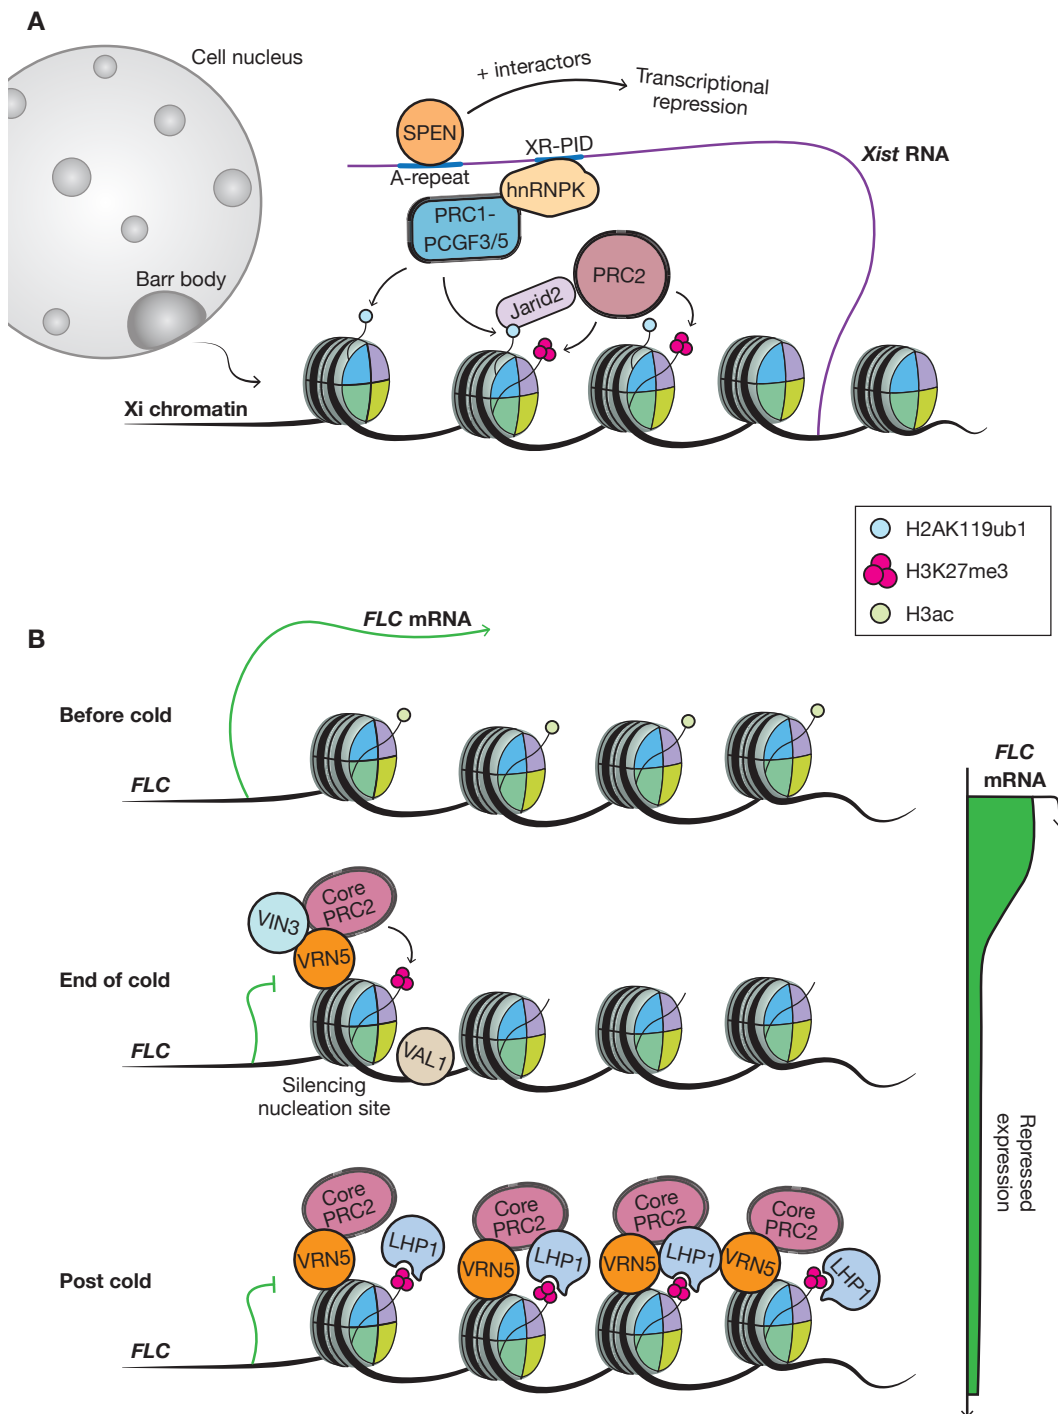 A
Cell nucleus
+ interactors
Transcriptional
repression
SPEN
XR-PID
Xist RNA
A-repeat
hnRNPK
PRC1-
PCGF3/5
PRC2
Barr body
Jarid2
Xi chromatin
H2AK119ub1
H3K27me3
H3ac
B
FLC mRNA
Before cold
FLC
FLC
mRNA
Core
PRC2
VIN3
VRN5
End of cold
FLC
VAL1
Silencing
nucleation site
Repressed
expression
Core
PRC2
Core
PRC2
Core
PRC2
Core
PRC2
VRN5
LHP1
VRN5
LHP1
VRN5
LHP1
VRN5
LHP1
Post cold
FLC